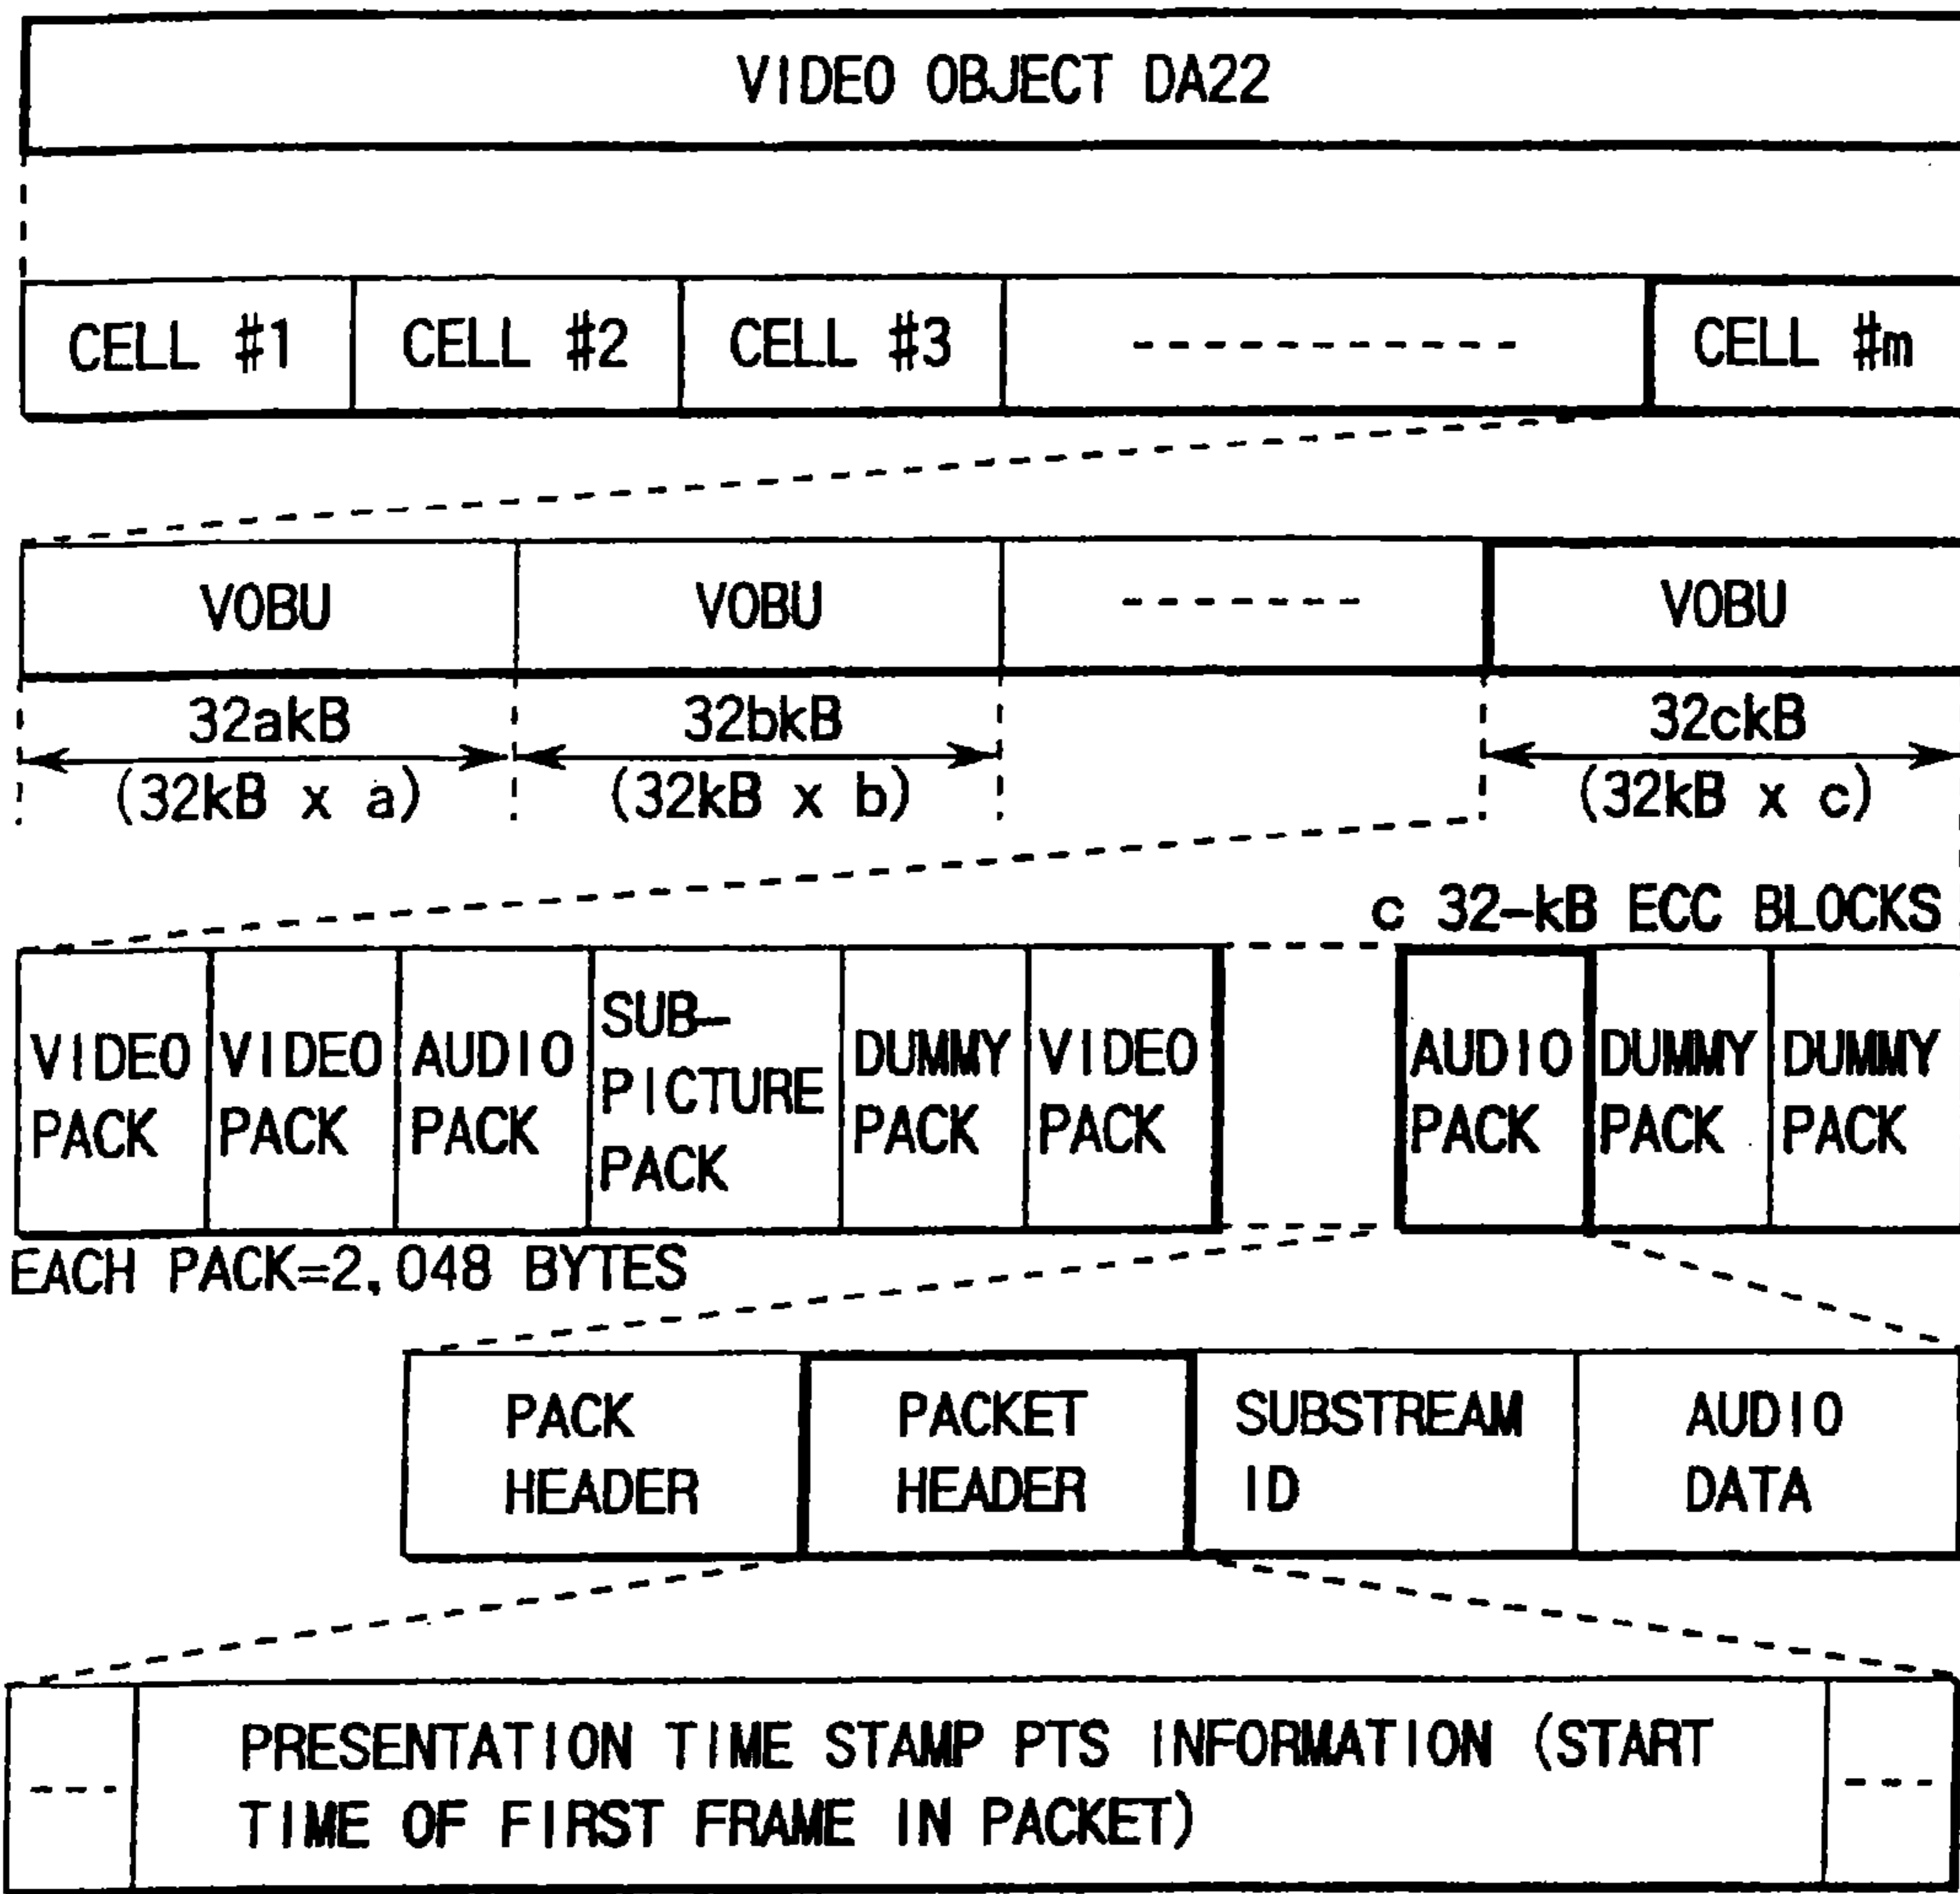 VIDEO OBJECT DA22
CELL #1 CELL #2 CELL #3 CELL #m
VOBU VOBU VOBU
32akB 32bkB 32ckB
(32kB x a) (32kB x b) (32kB x c)
c 32-kB ECC BLOCKS
VIDEO PACK
VIDEO PACK
AUDIO PACK
SUB-
PICTURE
PACK
DUMMY PACK
VIDEO PACK
AUDIO PACK
DUMMY PACK
DUMMY PACK
EACH PACK=2,048 BYTES
PACK
HEADER
PACKET
HEADER
SUBSTREAM
ID
AUDIO
DATA
PRESENTATION TIME STAMP PTS INFORMATION (START
TIME OF FIRST FRAME IN PACKET)